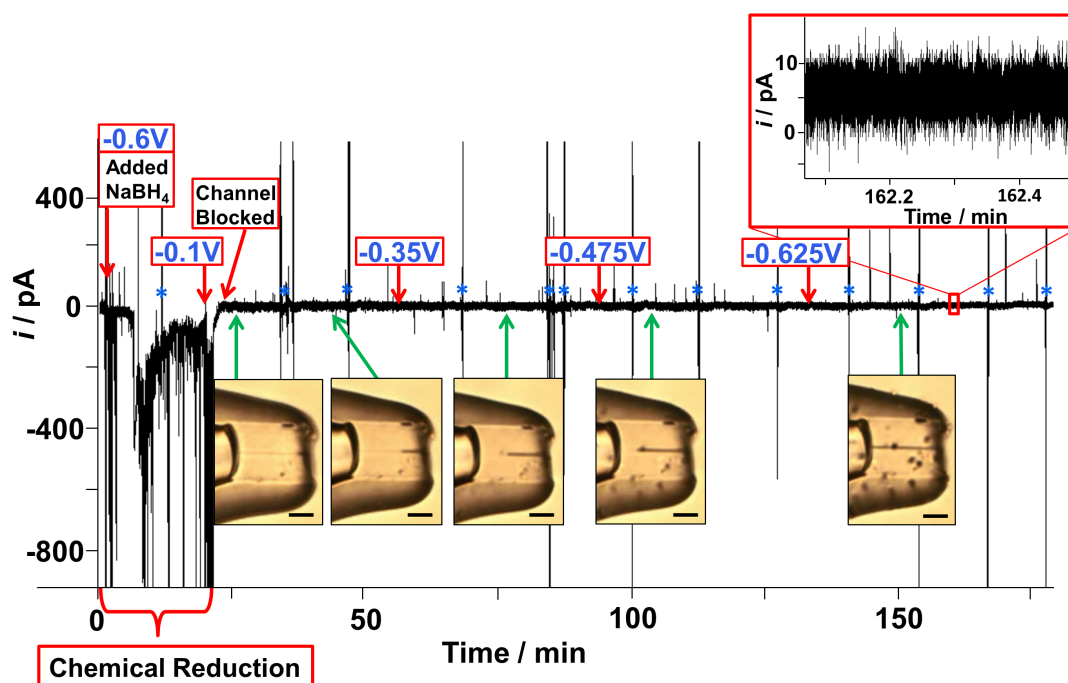 -0.6V
Added
NaBH₄
Channel
Blocked
-0.1V
-0.35V
-0.475V
-0.625V
10
0
i / pA
162.2
162.4
Time / min
400
0
-400
-800
i / pA
* * * * * * * * * * * * *
0
50
100
150
Time / min
Chemical Reduction